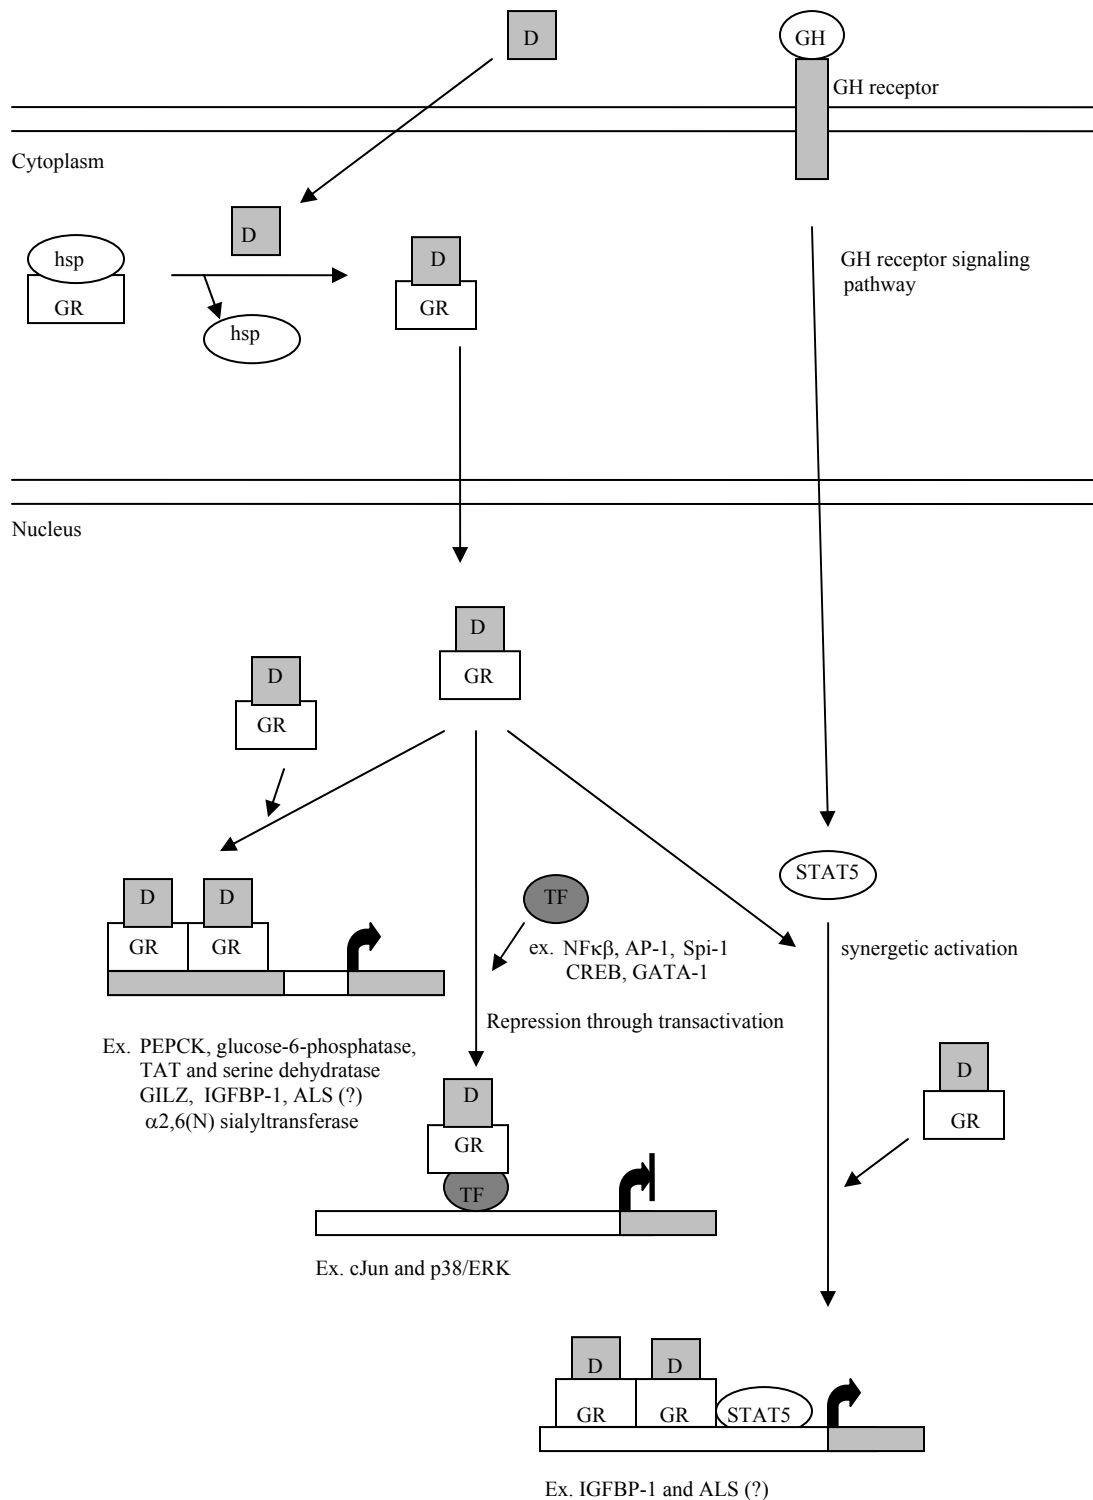 D
GH
GH receptor
Cytoplasm
D
hsp
GR
hsp
D
GR
GH receptor signaling
pathway
Nucleus
D
GR
D
GR
STAT5
D
D
GR
GR
TF
ex. NFκβ, AP-1, Spi-1
CREB, GATA-1
synergetic activation
Repression through transactivation
Ex. PEPCK, glucose-6-phosphatase,
TAT and serine dehydratase
GILZ, IGFBP-1, ALS (?)
α2,6(N) sialyltransferase
D
GR
TF
D
GR
Ex. cJun and p38/ERK
D
D
GR
GR
STAT5
Ex. IGFBP-1 and ALS (?)